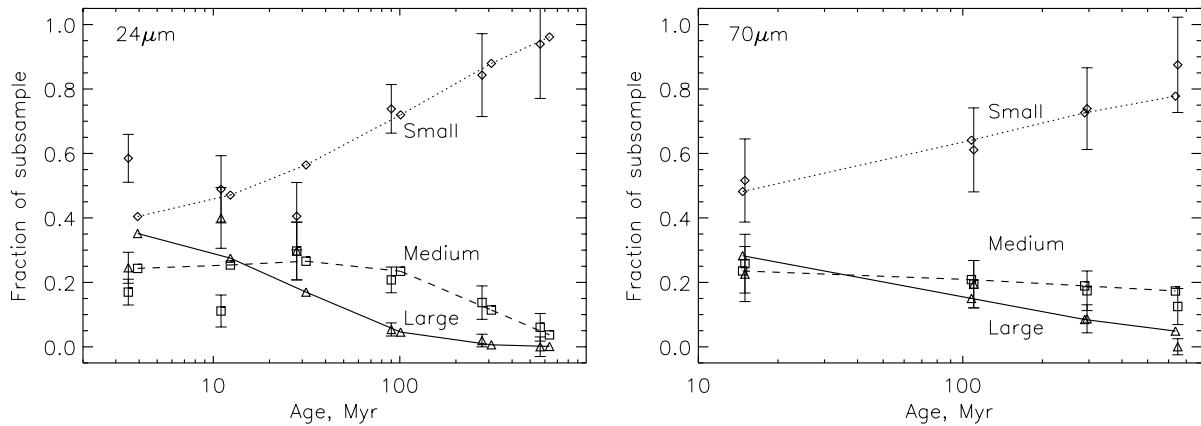 24μm
Fraction of subsample
1.0
0.8
0.6
0.4
0.2
0.0
Small
Medium
Large
10
100
Age, Myr
70μm
Fraction of subsample
1.0
0.8
0.6
0.4
0.2
0.0
Small
Medium
Large
10
100
Age, Myr